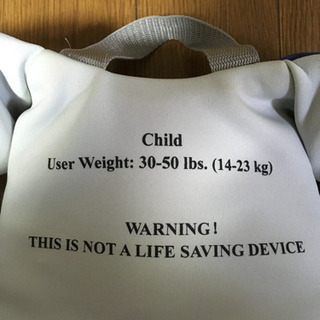 Child
User Weight: 30-50 lbs. (14-23 kg)
WARNING!
THIS IS NOT A LIFE SAVING DEVICE